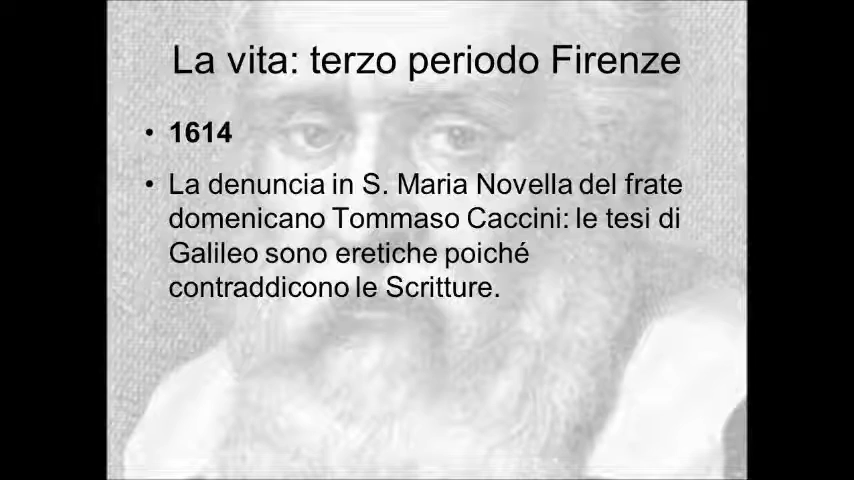 La vita: terzo periodo Firenze
• 1614
• La denuncia in S. Maria Novella del frate
domenicano Tommaso Caccini: le tesi di
Galileo sono eretiche poiché
contraddicono le Scritture.